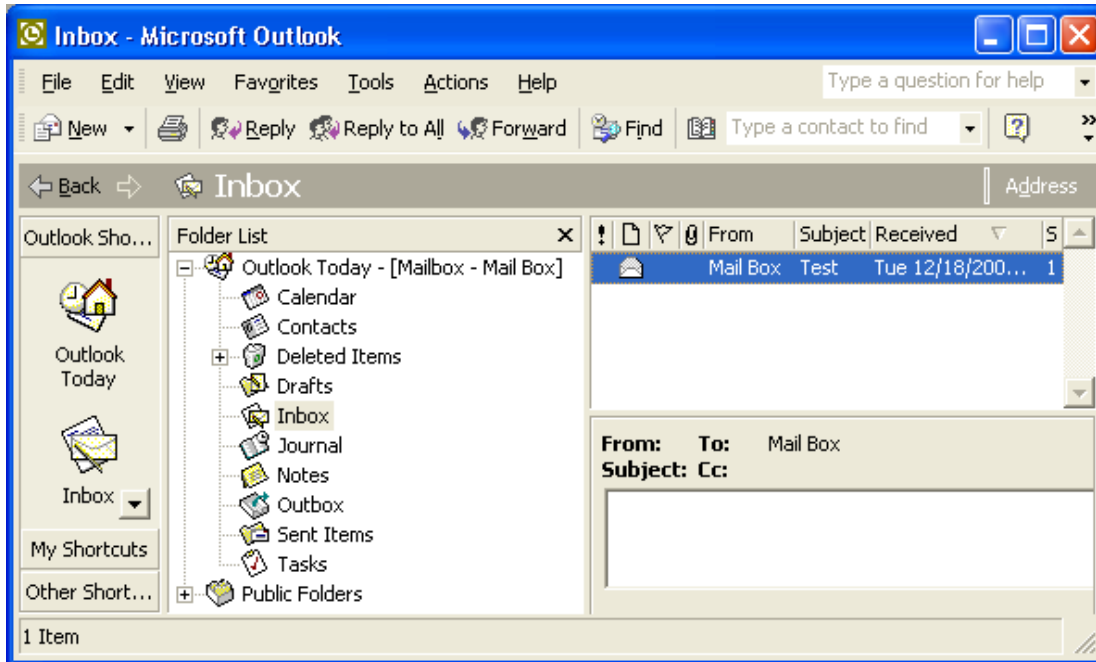 Inbox - Microsoft Outlook
File Edit View Favorites Tools Actions Help Type a question for help
New Reply Reply to All Forward Find Type a contact to find
Back Inbox Address
Outlook Sho...
Outlook Today
Inbox
My Shortcuts
Other Short...
Folder List
Outlook Today - [Mailbox - Mail Box]
Calendar
Contacts
Deleted Items
Drafts
Inbox
Journal
Notes
Outbox
Sent Items
Tasks
Public Folders
! From Subject Received S
Mail Box Test Tue 12/18/200... 1
From: To: Mail Box
Subject: Cc:
1 Item